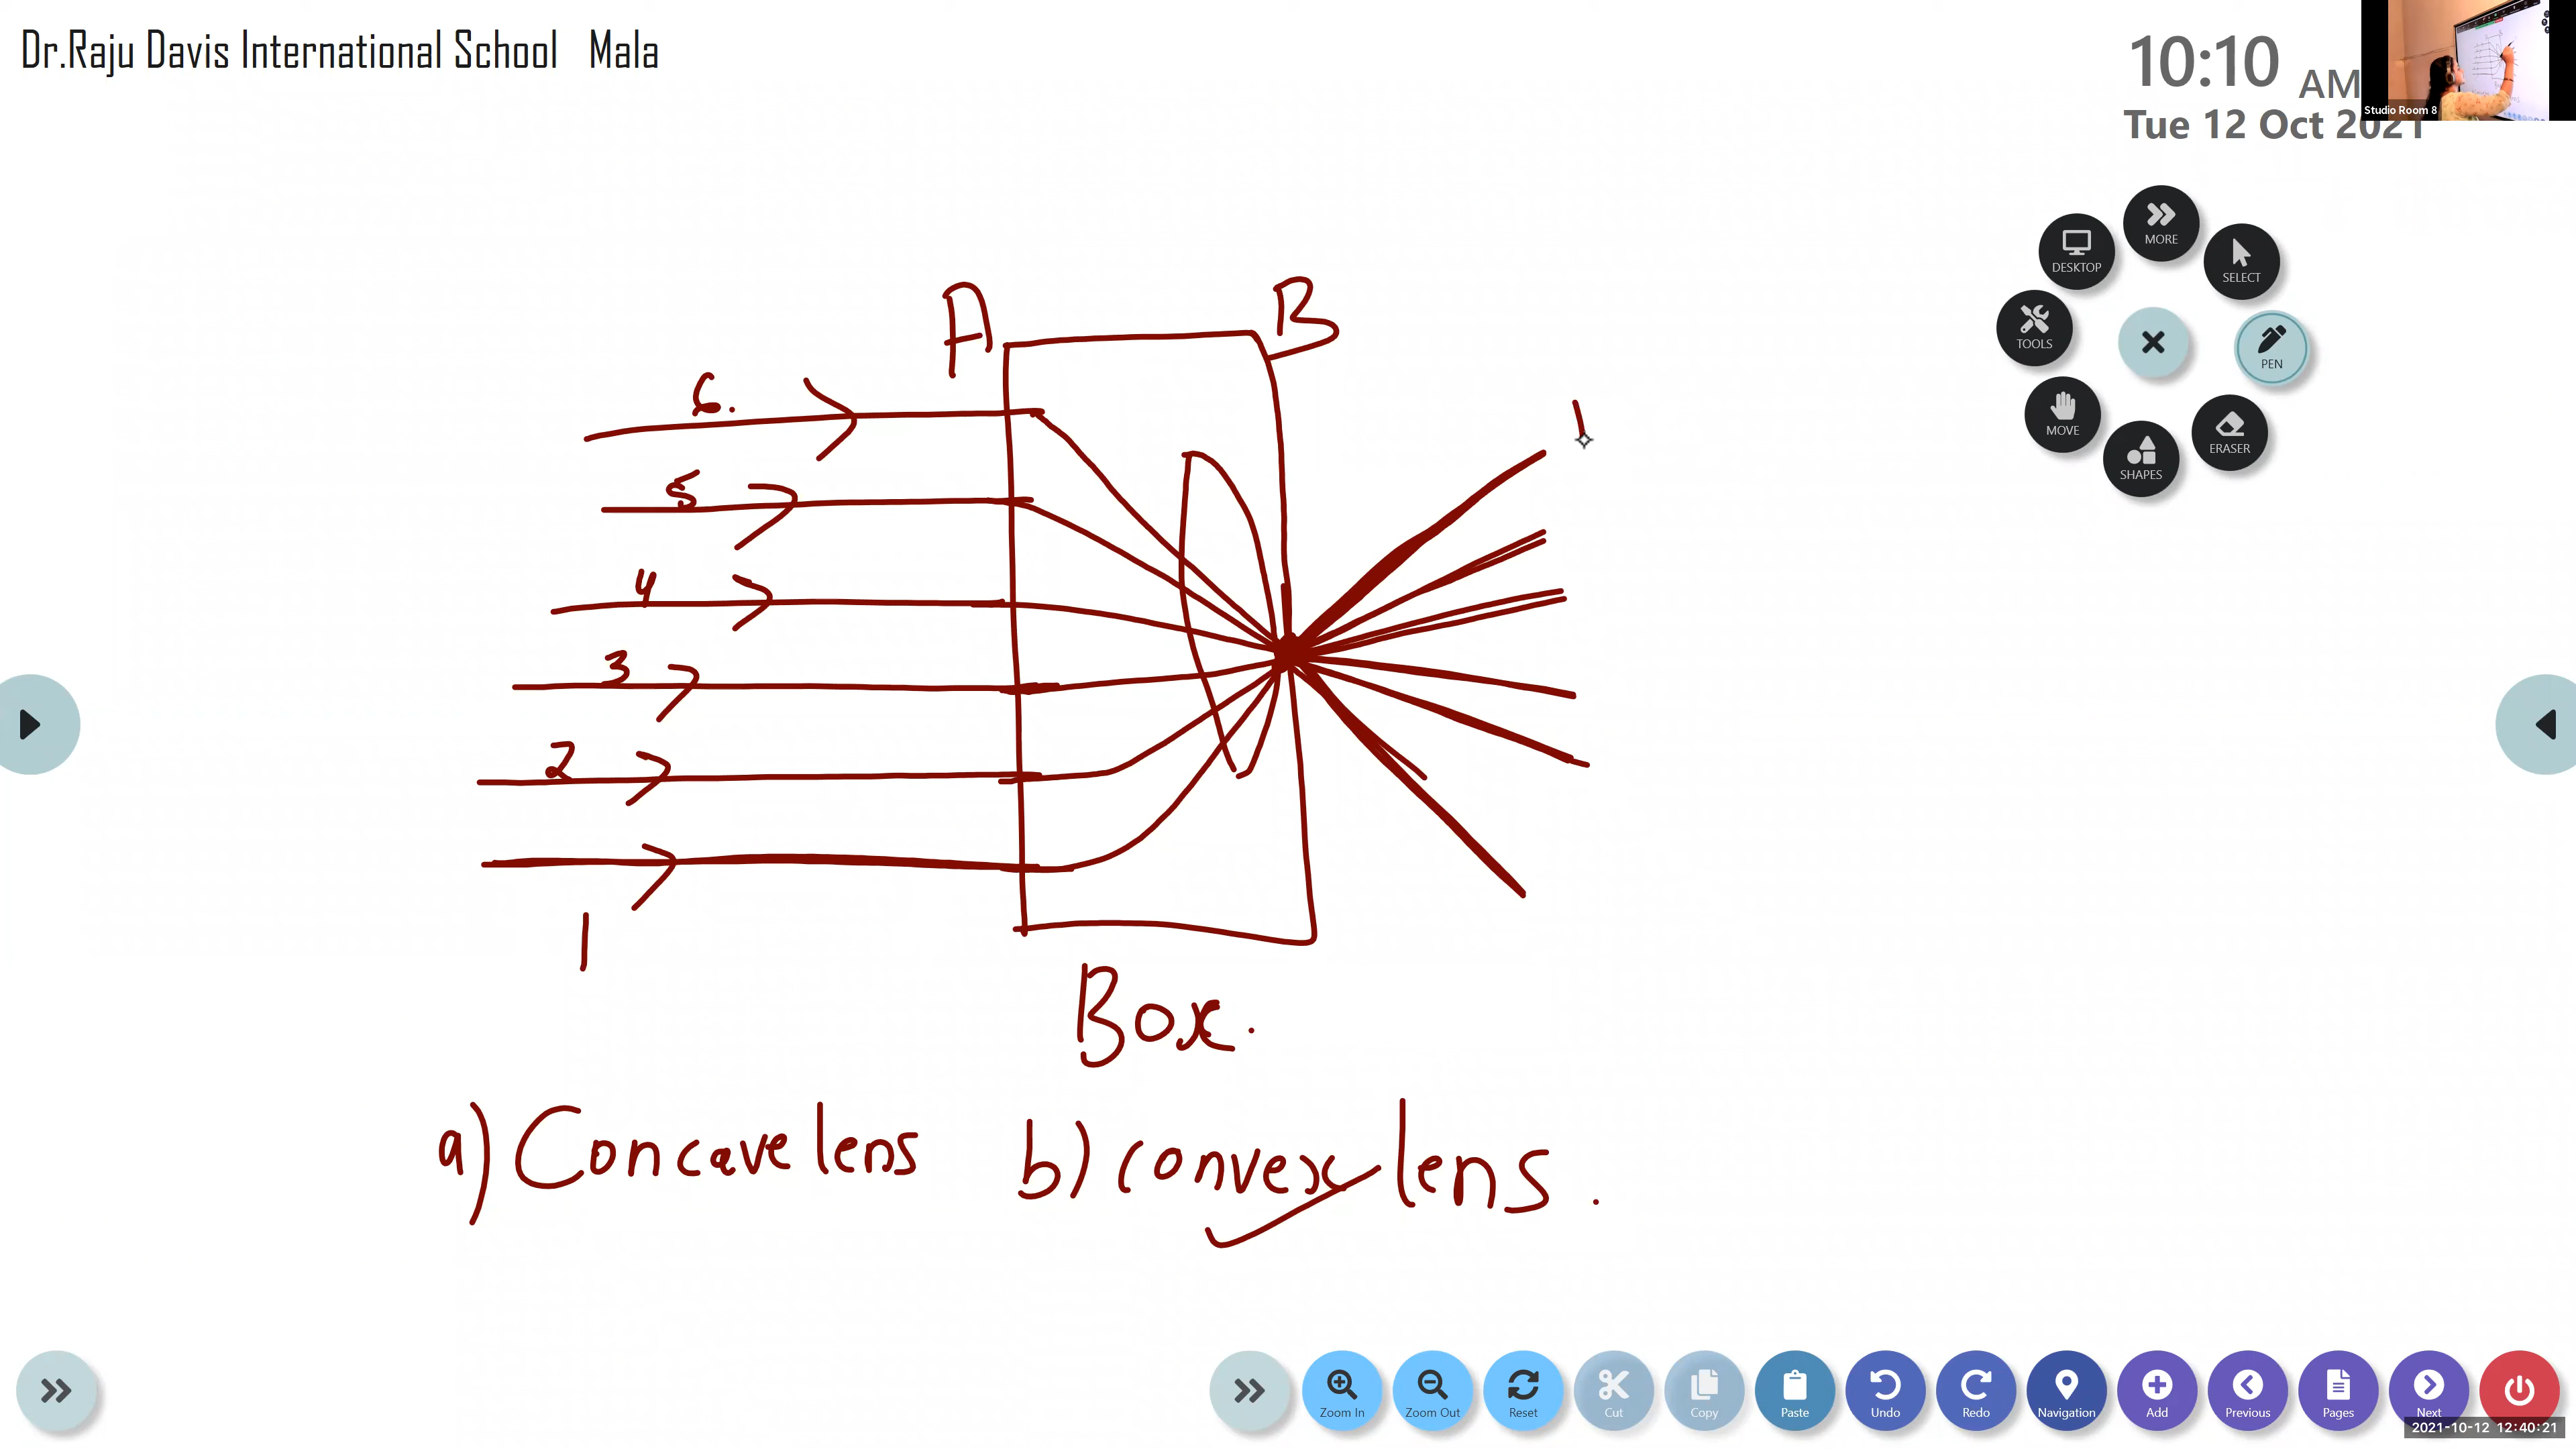 Dr.Raju Davis International School Mala
10:10 AM
Tue 12 Oct 2021
Studio Room 8
MORE
DESKTOP
SELECT
TOOLS
PEN
MOVE
ERASER
SHAPES
A
B
6.
5
4
3
2
1
1
Box.
a) Concave lens b) convex lens.
Zoom In Zoom Out Reset Cut Copy Paste Undo Redo Navigation Add Previous Pages Next
2021-10-12 12:40:21